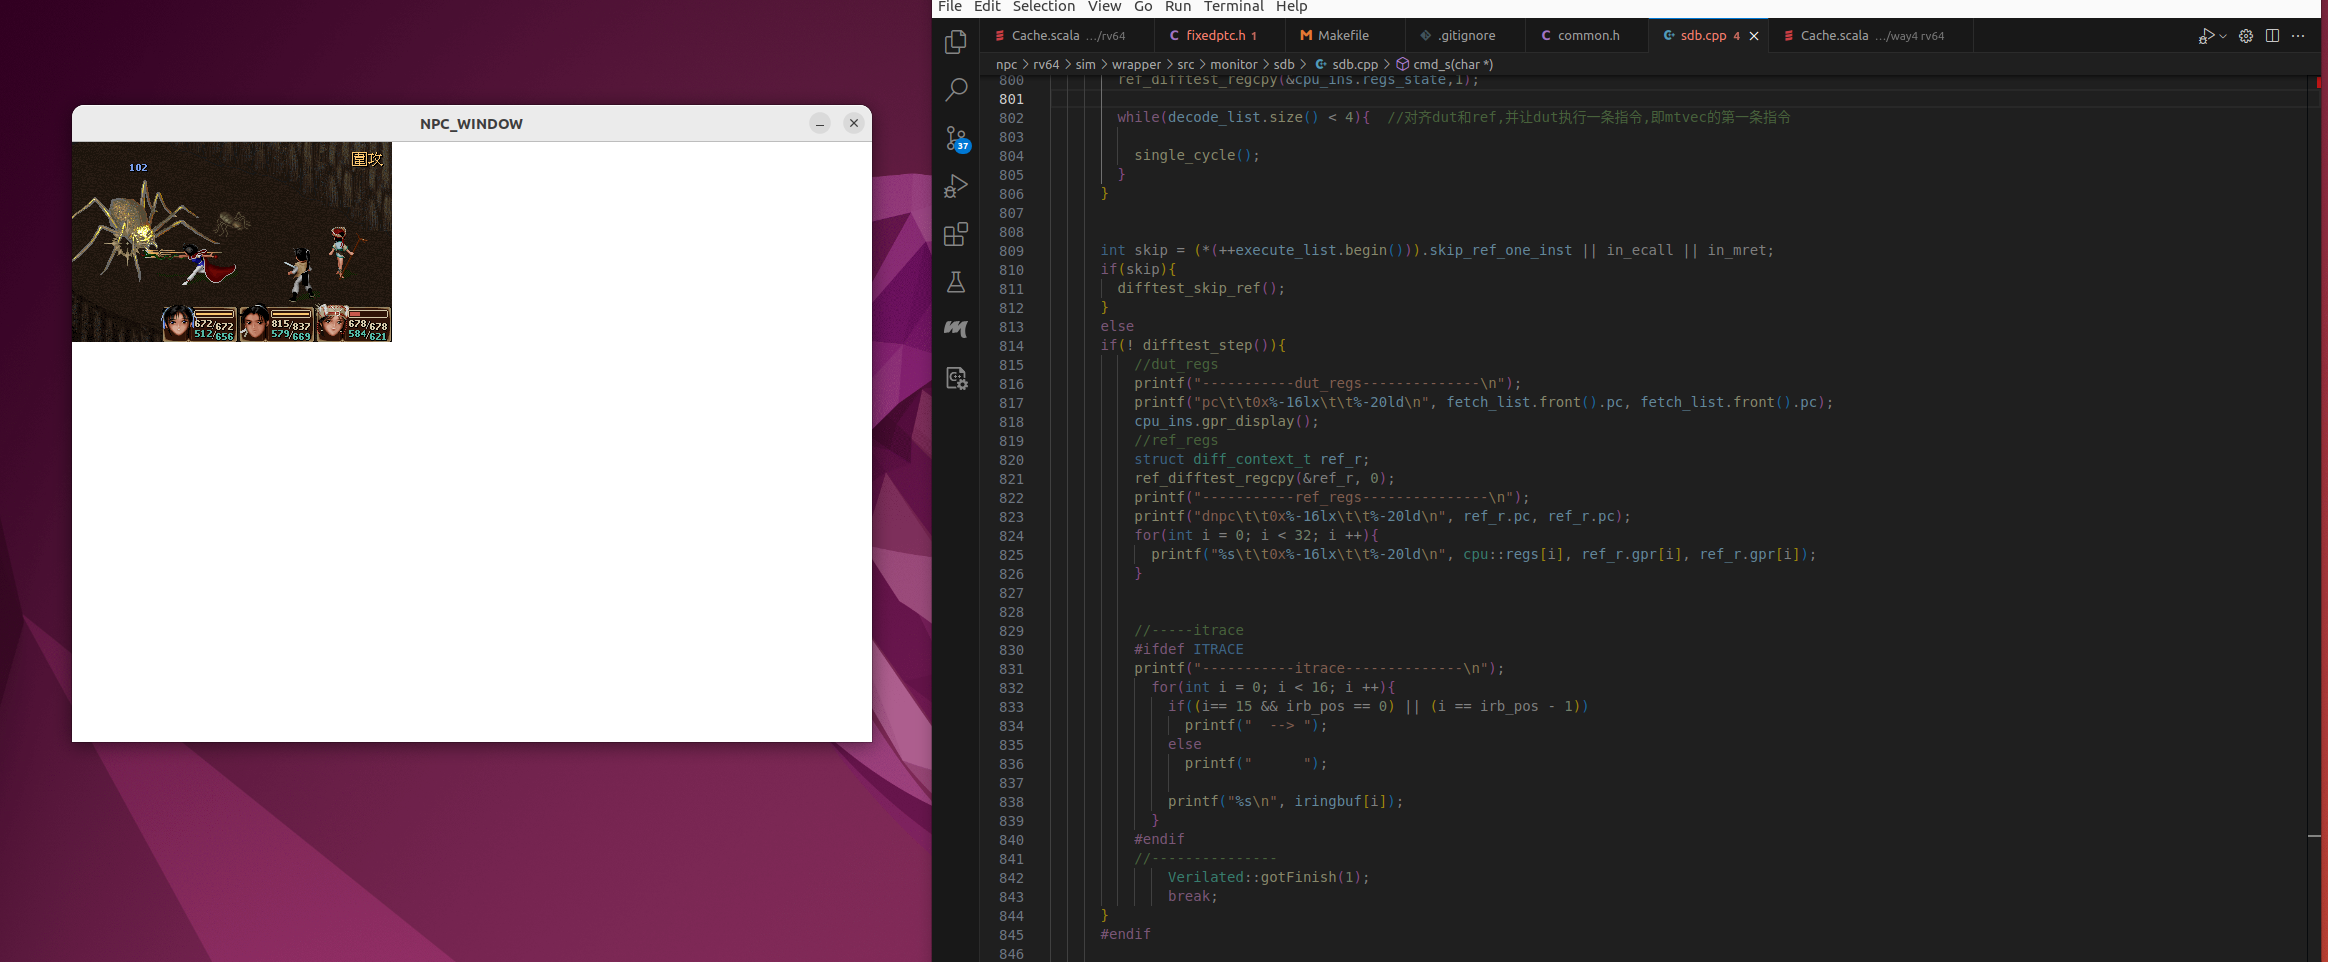 NPC_WINDOW
圍攻
102
672/672
512/656
815/837
579/669
678/678
584/621
File Edit Selection View Go Run Terminal Help
Cache.scala .../rv64
fixedptc.h 1
Makefile
.gitignore
common.h
sdb.cpp 4
Cache.scala .../way4 rv64
npc > rv64 > sim > wrapper > src > monitor > sdb > sdb.cpp > cmd_s(char *)
37
800 ref_difftest_regcpy(&cpu_ins.regs_state,1);
801
802 while(decode_list.size() < 4){ //对齐dut和ref,并让dut执行一条指令,即mtvec的第一条指令
803
804 single_cycle();
805 }
806 }
807
808
809 int skip = (*(++execute_list.begin())).skip_ref_one_inst || in_ecall || in_mret;
810 if(skip){
811 difftest_skip_ref();
812 }
813 else
814 if(! difftest_step()){
815 //dut_regs
816 printf("-----------dut_regs--------------\n");
817 printf("pc\t\t0x%-16lx\t\t%-20ld\n", fetch_list.front().pc, fetch_list.front().pc);
818 cpu_ins.gpr_display();
819 //ref_regs
820 struct diff_context_t ref_r;
821 ref_difftest_regcpy(&ref_r, 0);
822 printf("-----------ref_regs---------------\n");
823 printf("dnpc\t\t0x%-16lx\t\t%-20ld\n", ref_r.pc, ref_r.pc);
824 for(int i = 0; i < 32; i ++){
825 printf("%s\t\t0x%-16lx\t\t%-20ld\n", cpu::regs[i], ref_r.gpr[i], ref_r.gpr[i]);
826 }
827
828
829 //-----itrace
830 #ifdef ITRACE
831 printf("-----------itrace--------------\n");
832 for(int i = 0; i < 16; i ++){
833 if((i== 15 && irb_pos == 0) || (i == irb_pos - 1))
834 printf("  --> ");
835 else
836 printf("      ");
837
838 printf("%s\n", iringbuf[i]);
839 }
840 #endif
841 //---------------
842 Verilated::gotFinish(1);
843 break;
844 }
845 #endif
846